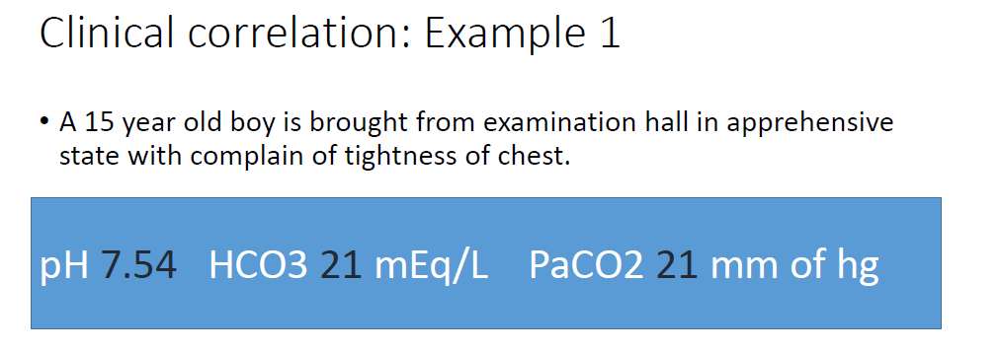 Clinical correlation: Example 1
• A 15 year old boy is brought from examination hall in apprehensive
state with complain of tightness of chest.
pH 7.54 HCO3 21 mEq/L PaCO2 21 mm of hg